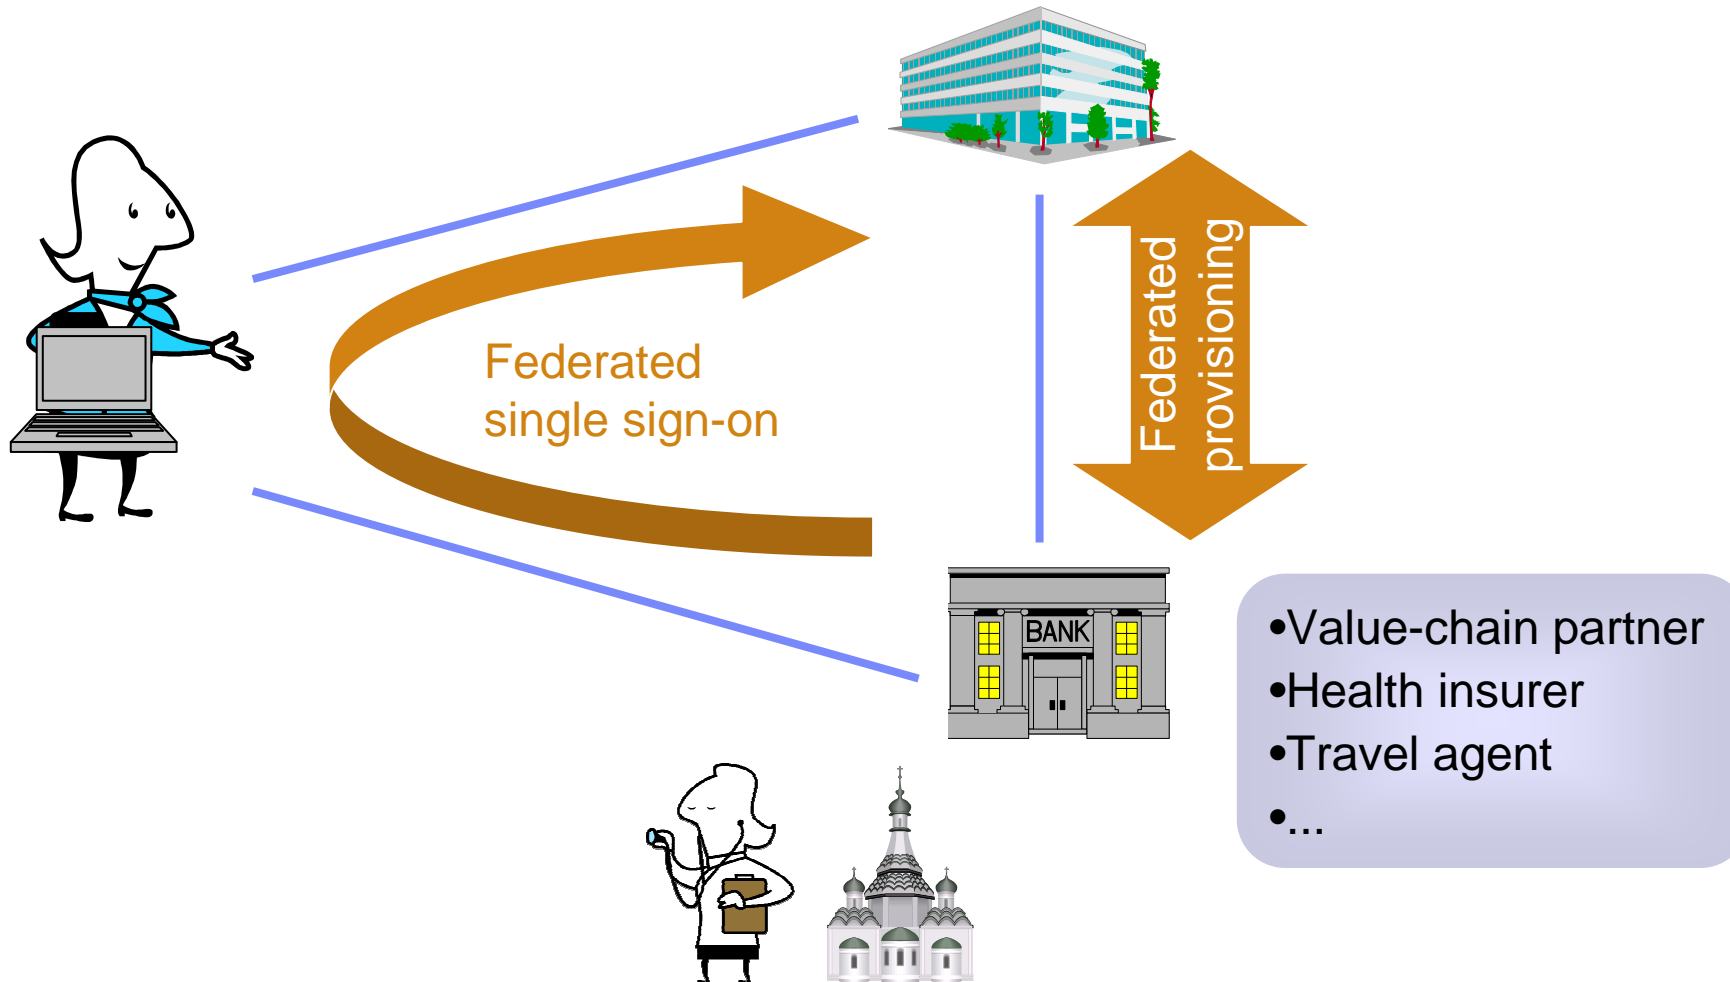 Federated
single sign-on
Federated
provisioning
BANK
•Value-chain partner
•Health insurer
•Travel agent
•...